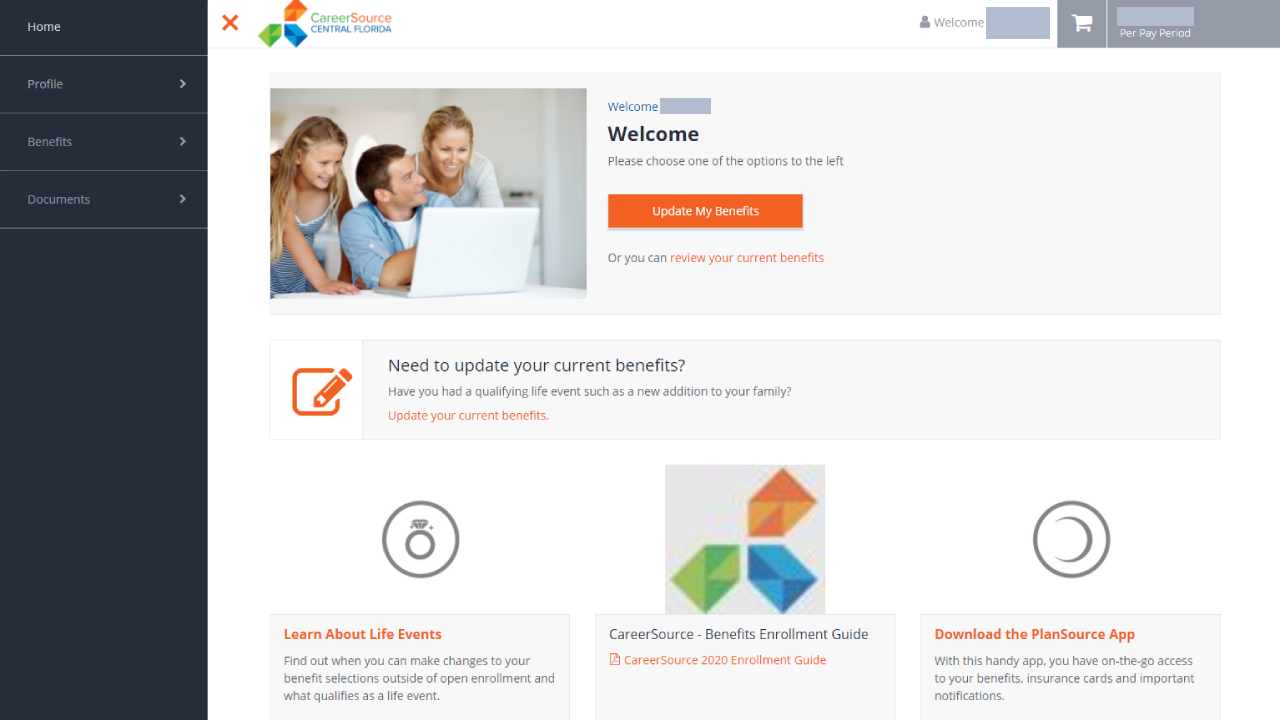 Home
Profile
Benefits
Documents
CareerSource
CENTRAL FLORIDA
Welcome
Per Pay Period
Welcome
Welcome
Please choose one of the options to the left
Update My Benefits
Or you can review your current benefits
Need to update your current benefits?
Have you had a qualifying life event such as a new addition to your family?
Update your current benefits.
Learn About Life Events
Find out when you can make changes to your
benefit selections outside of open enrollment and
what qualifies as a life event.
CareerSource - Benefits Enrollment Guide
CareerSource 2020 Enrollment Guide
Download the PlanSource App
With this handy app, you have on-the-go access
to your benefits, insurance cards and important
notifications.